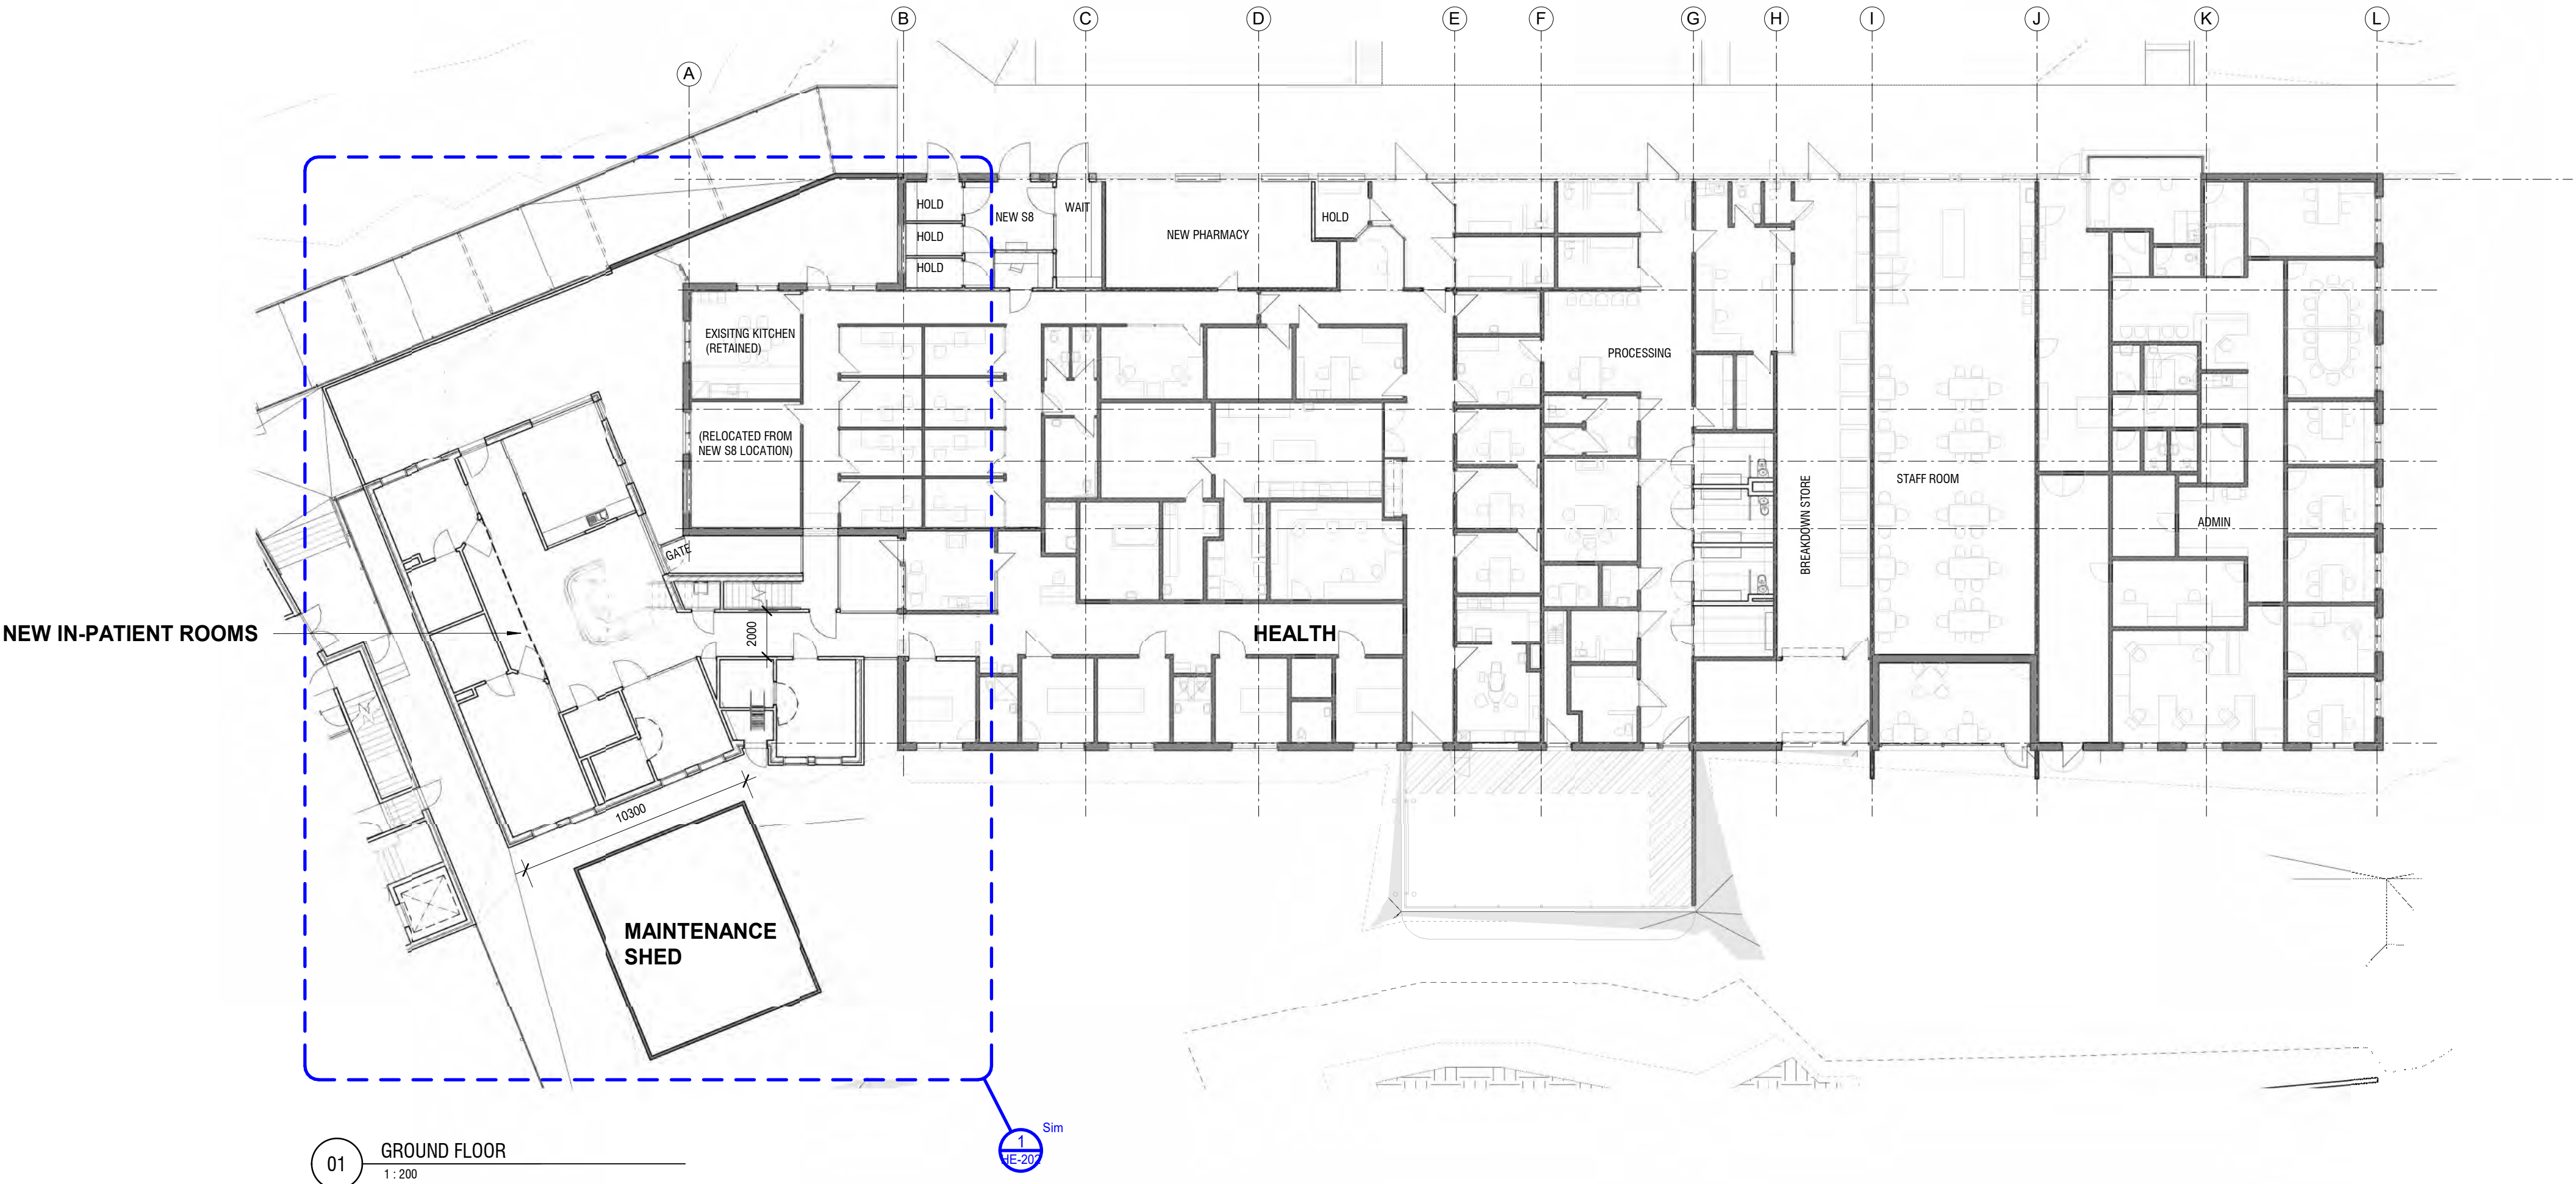 B
C
D
E
F
G
H
I
J
K
L
A
HOLD
HOLD
HOLD
NEW S8
WAIT
NEW PHARMACY
HOLD
EXISITNG KITCHEN
(RETAINED)
PROCESSING
(RELOCATED FROM
NEW S8 LOCATION)
BREAKDOWN STORE
STAFF ROOM
ADMIN
GATE
NEW IN-PATIENT ROOMS
2000
HEALTH
10300
MAINTENANCE
SHED
Sim
1
HE-202
01
GROUND FLOOR
1 : 200